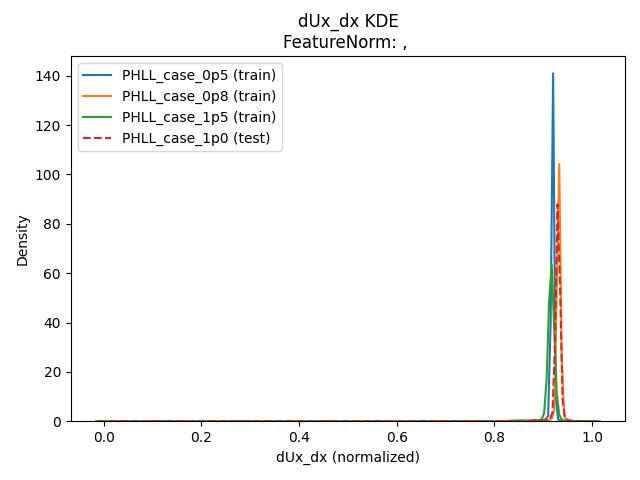 dUx_dx KDE
FeatureNorm: ,
PHLL_case_0p5 (train)
PHLL_case_0p8 (train)
PHLL_case_1p5 (train)
PHLL_case_1p0 (test)
Density
140
120
100
80
60
40
20
0
0.0 0.2 0.4 0.6 0.8 1.0
dUx_dx (normalized)